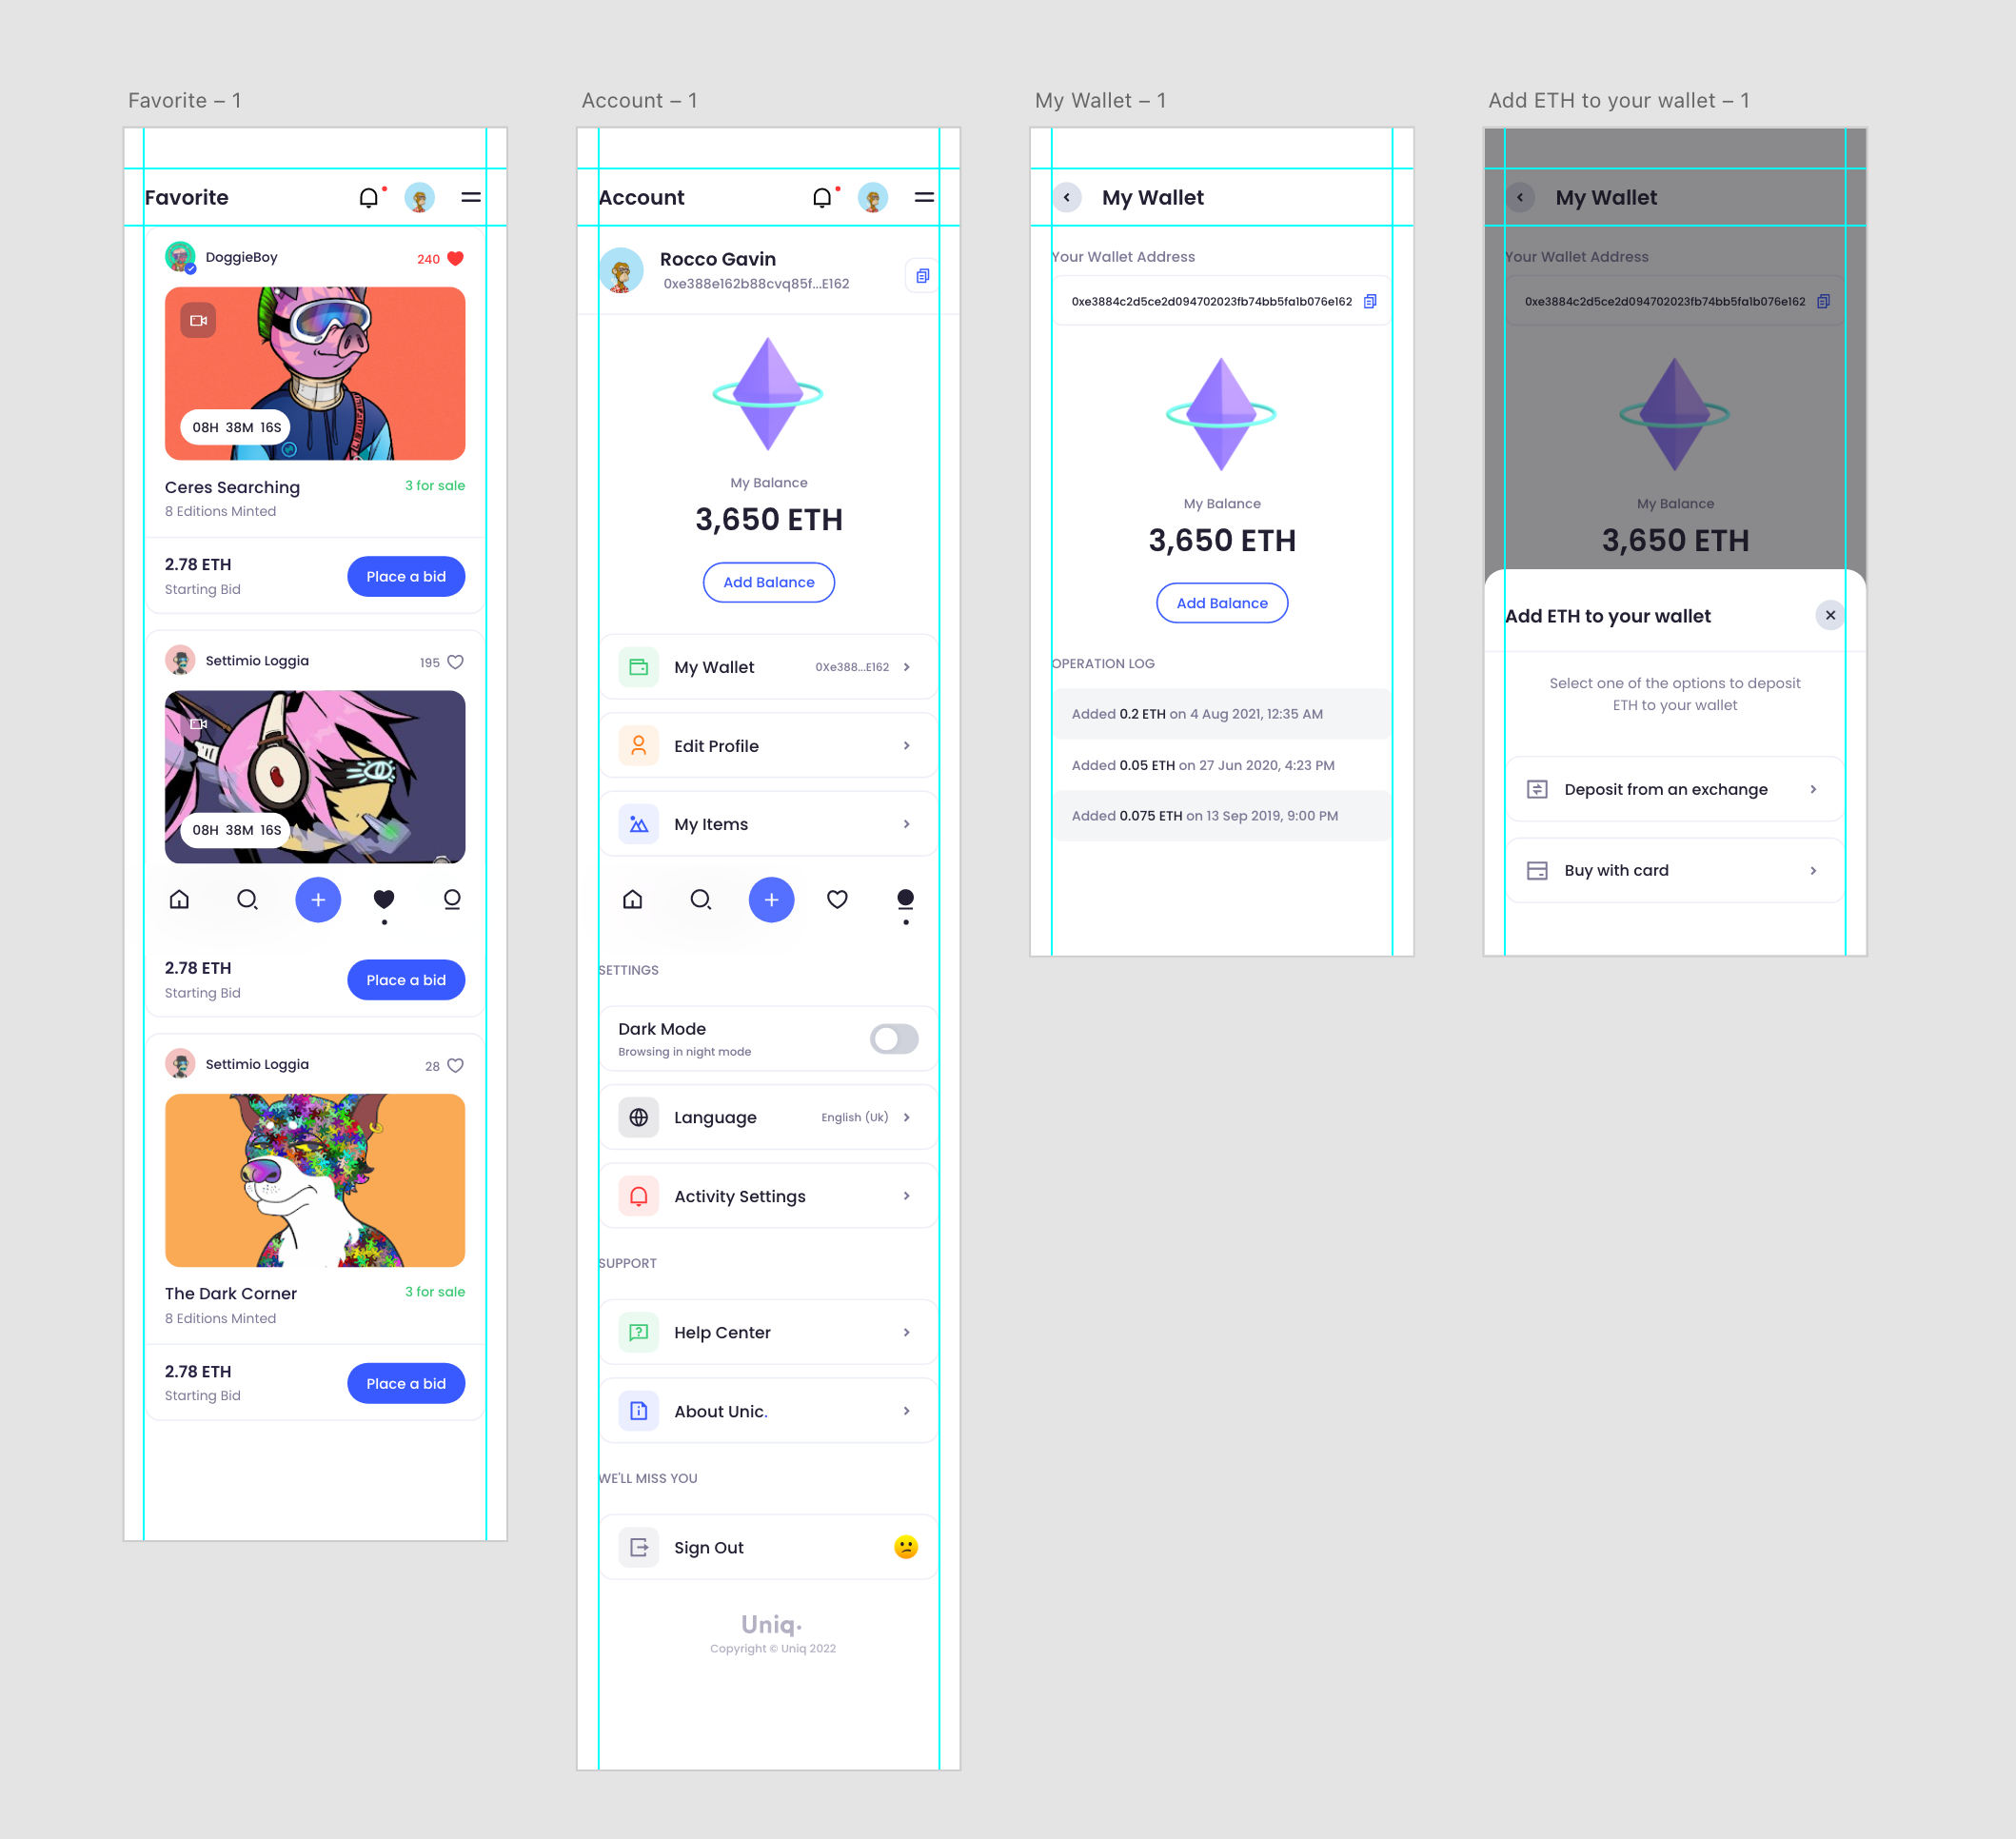 Favorite – 1
Favorite
DoggieBoy
240
08H 38M 16S
Ceres Searching
3 for sale
8 Editions Minted
2.78 ETH
Starting Bid
Place a bid
Settimio Loggia
195
08H 38M 16S
2.78 ETH
Starting Bid
Place a bid
Settimio Loggia
28
The Dark Corner
3 for sale
8 Editions Minted
2.78 ETH
Starting Bid
Place a bid
Account – 1
Account
Rocco Gavin
0xe388e162b88cvq85f...E162
My Balance
3,650 ETH
Add Balance
My Wallet
0Xe388...E162
Edit Profile
My Items
SETTINGS
Dark Mode
Browsing in night mode
Language
English (Uk)
Activity Settings
SUPPORT
Help Center
About Unic.
WE'LL MISS YOU
Sign Out
Uniq.
Copyright © Uniq 2022
My Wallet – 1
My Wallet
Your Wallet Address
0xe3884c2d5ce2d094702023fb74bb5fa1b076e162
My Balance
3,650 ETH
Add Balance
OPERATION LOG
Added 0.2 ETH on 4 Aug 2021, 12:35 AM
Added 0.05 ETH on 27 Jun 2020, 4:23 PM
Added 0.075 ETH on 13 Sep 2019, 9:00 PM
Add ETH to your wallet – 1
My Wallet
Your Wallet Address
0xe3884c2d5ce2d094702023fb74bb5fa1b076e162
My Balance
3,650 ETH
Add ETH to your wallet
Select one of the options to deposit
ETH to your wallet
Deposit from an exchange
Buy with card